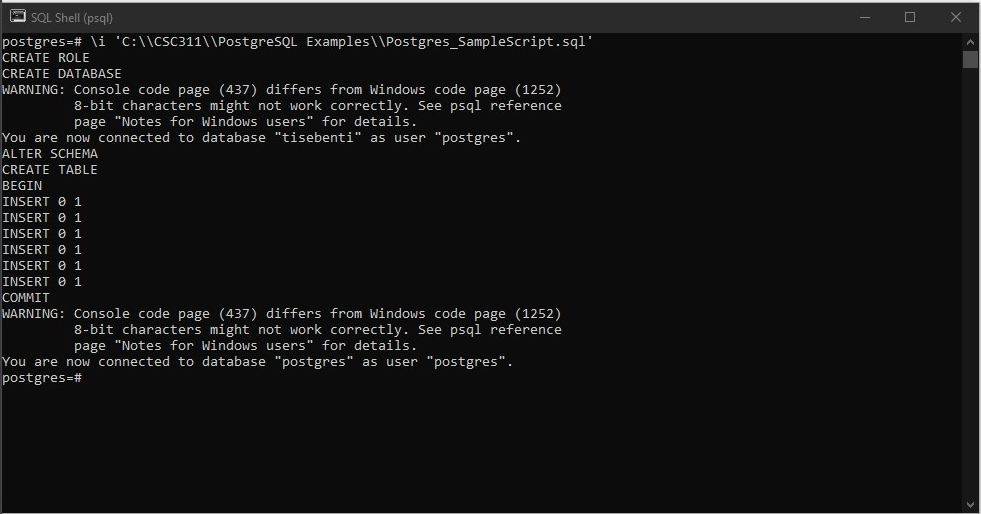 SQL Shell (psql)
postgres=# \i 'C:\\CSC311\\PostgreSQL Examples\\Postgres_SampleScript.sql'
CREATE ROLE
CREATE DATABASE
WARNING: Console code page (437) differs from Windows code page (1252)
         8-bit characters might not work correctly. See psql reference
         page "Notes for Windows users" for details.
You are now connected to database "tisebenti" as user "postgres".
ALTER SCHEMA
CREATE TABLE
BEGIN
INSERT 0 1
INSERT 0 1
INSERT 0 1
INSERT 0 1
INSERT 0 1
INSERT 0 1
COMMIT
WARNING: Console code page (437) differs from Windows code page (1252)
         8-bit characters might not work correctly. See psql reference
         page "Notes for Windows users" for details.
You are now connected to database "postgres" as user "postgres".
postgres=#